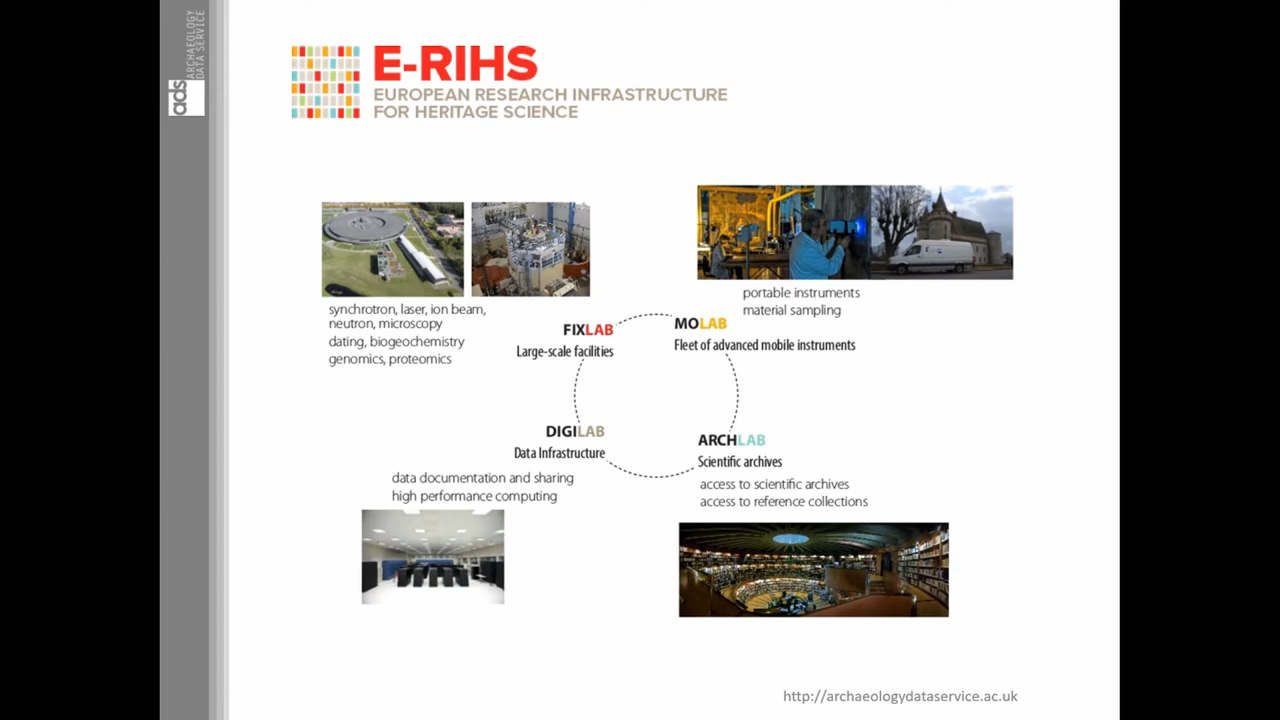 ads
ARCHAEOLOGY
DATA SERVICE
E-RIHS
EUROPEAN RESEARCH INFRASTRUCTURE
FOR HERITAGE SCIENCE
synchrotron, laser, ion beam,
neutron, microscopy
dating, biogeochemistry
genomics, proteomics
FIXLAB
Large-scale facilities
portable instruments
material sampling
MOLAB
Fleet of advanced mobile instruments
DIGILAB
Data Infrastructure
data documentation and sharing
high performance computing
ARCHLAB
Scientific archives
access to scientific archives
access to reference collections
http://archaeologydataservice.ac.uk